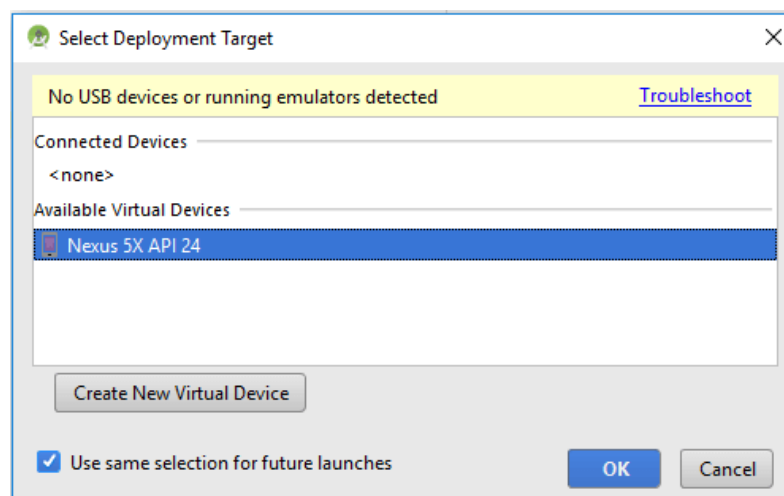 Select Deployment Target
No USB devices or running emulators detected Troubleshoot
Connected Devices
<none>
Available Virtual Devices
Nexus 5X API 24
Create New Virtual Device
Use same selection for future launches
OK Cancel